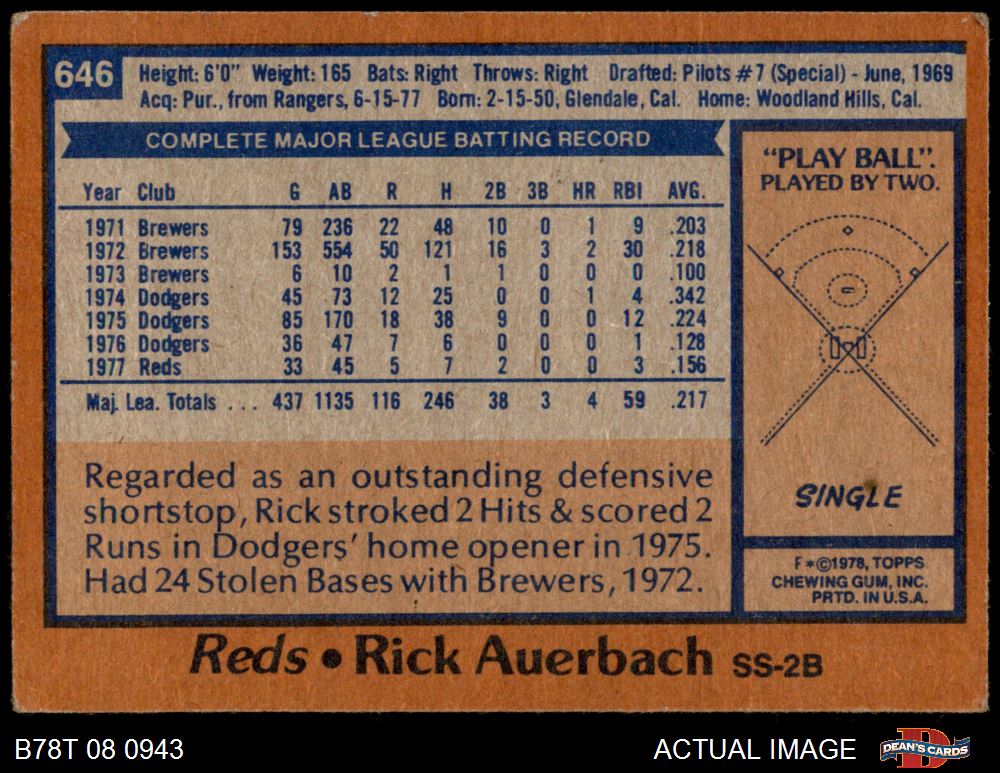 646
Height: 6'0" Weight: 165 Bats: Right Throws: Right Drafted: Pilots #7 (Special) - June, 1969
Acq: Pur., from Rangers, 6-15-77 Born: 2-15-50, Glendale, Cal. Home: Woodland Hills, Cal.
COMPLETE MAJOR LEAGUE BATTING RECORD
Year Club G AB R H 2B 3B HR RBI AVG.
1971 Brewers 79 236 22 48 10 0 1 9 .203
1972 Brewers 153 554 50 121 16 3 2 30 .218
1973 Brewers 6 10 2 1 1 0 0 0 .100
1974 Dodgers 45 73 12 25 0 0 1 4 .342
1975 Dodgers 85 170 18 38 9 0 0 12 .224
1976 Dodgers 36 47 7 6 0 0 0 1 .128
1977 Reds 33 45 5 7 2 0 0 3 .156
Maj. Lea. Totals ... 437 1135 116 246 38 3 4 59 .217
Regarded as an outstanding defensive
shortstop, Rick stroked 2 Hits & scored 2
Runs in Dodgers' home opener in 1975.
Had 24 Stolen Bases with Brewers, 1972.
"PLAY BALL".
PLAYED BY TWO.
SINGLE
F*©1978, TOPPS
CHEWING GUM, INC.
PRTD. IN U.S.A.
Reds • Rick Auerbach SS-2B
B78T 08 0943
ACTUAL IMAGE
DEAN'S CARDS